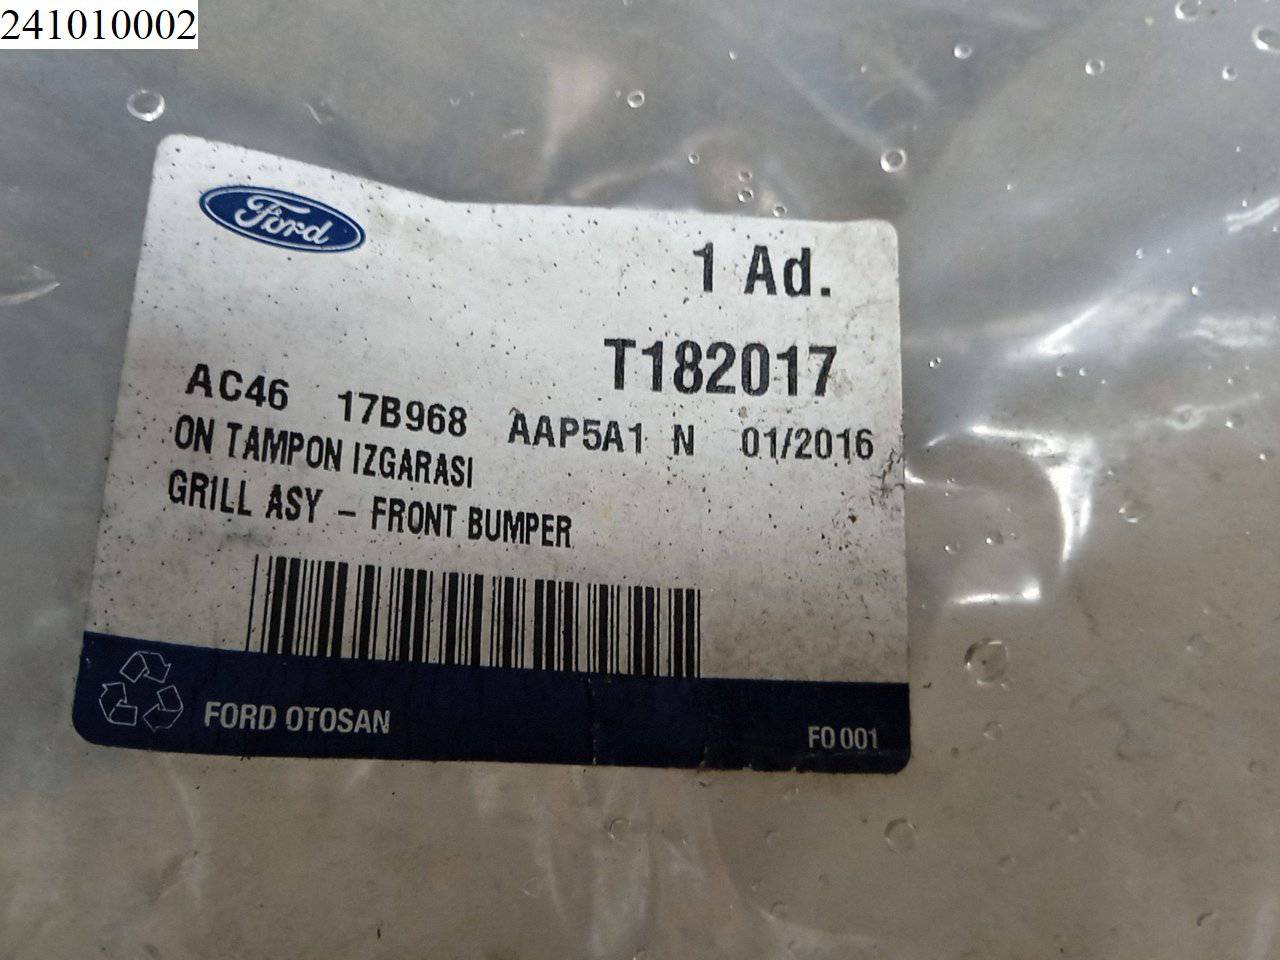 241010002
Ford
1 Ad.
T182017
AC46 17B968 AAP5A1 N 01/2016
ON TAMPON IZGARASI
GRILL ASY - FRONT BUMPER
FORD OTOSAN
FO 001